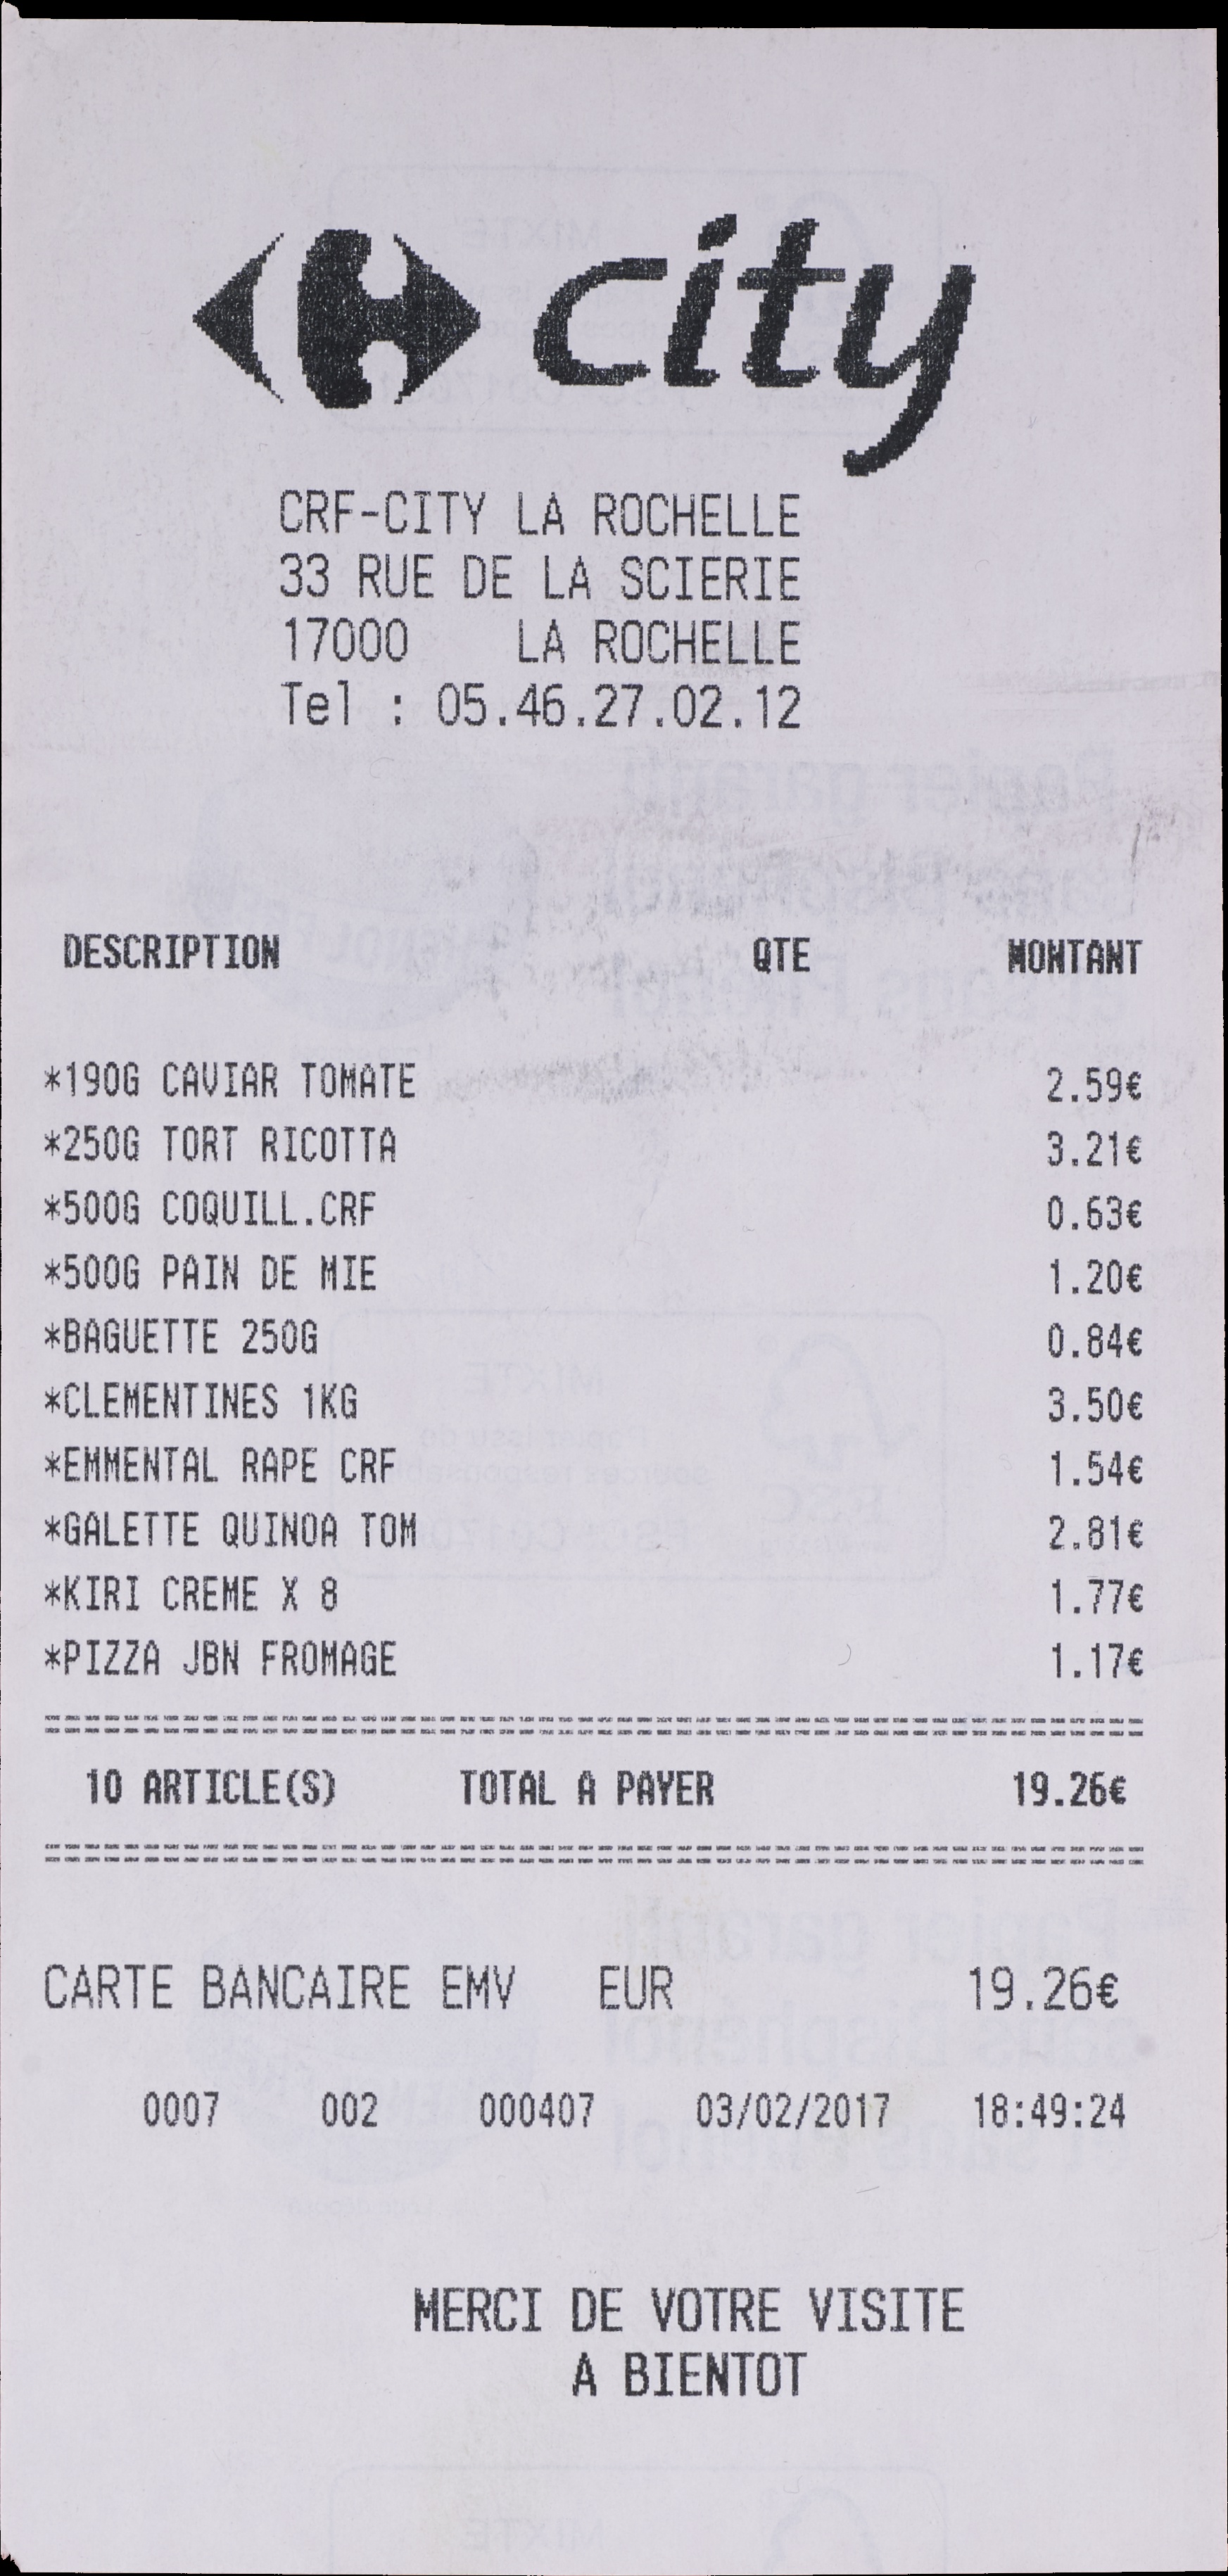 city
CRF-CITY LA ROCHELLE
33 RUE DE LA SCIERIE
17000 LA ROCHELLE
Tel : 05.46.27.02.12
DESCRIPTION QTE MONTANT
*190G CAVIAR TOMATE 2.59€
*250G TORT RICOTTA 3.21€
*500G COQUILL.CRF 0.63€
*500G PAIN DE MIE 1.20€
*BAGUETTE 250G 0.84€
*CLEMENTINES 1KG 3.50€
*EMMENTAL RAPE CRF 1.54€
*GALETTE QUINOA TOM 2.81€
*KIRI CREME X 8 1.77€
*PIZZA JBN FROMAGE 1.17€
10 ARTICLE(S) TOTAL A PAYER 19.26€
CARTE BANCAIRE EMV EUR 19.26€
0007 002 000407 03/02/2017 18:49:24
MERCI DE VOTRE VISITE
A BIENTOT